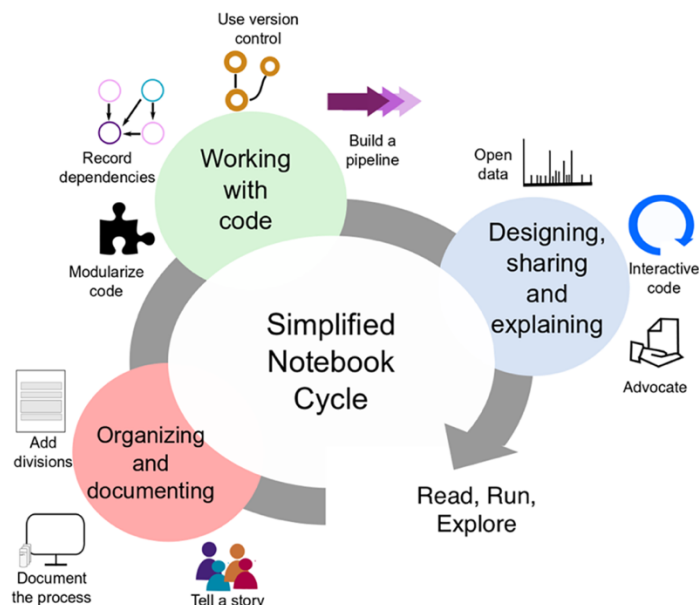 Use version
control
Record
dependencies
Working
with
code
Build a
pipeline
Modularize
code
Open
data
Designing,
sharing
and
explaining
Interactive
code
Advocate
Simplified
Notebook
Cycle
Add
divisions
Organizing
and
documenting
Read, Run,
Explore
Document
the process
Tell a story